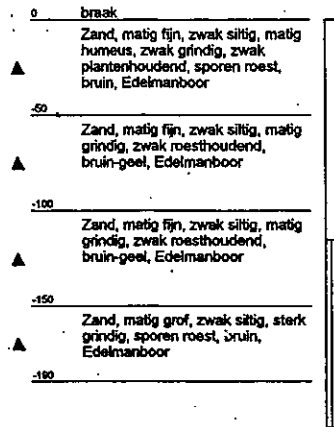 0 braak
Zand, matig fijn, zwak siltig, matig
humeus, zwak grindig, zwak
plantenhoudend, sporen roest,
bruin, Edelmanboor
-50
Zand, matig fijn, zwak siltig, matig
grindig, zwak roesthoudend,
bruin-geel, Edelmanboor
-100
Zand, matig fijn, zwak siltig, matig
grindig, zwak roesthoudend,
bruin-geel, Edelmanboor
-150
Zand, matig grof, zwak siltig, sterk
grindig, sporen roest, bruin,
Edelmanboor
-190